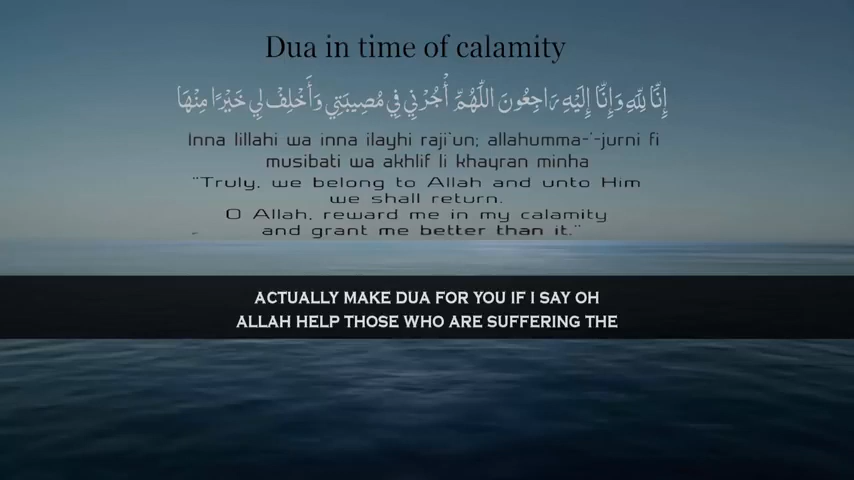 Dua in time of calamity
إِنَّا لِلّهِ وَإِنَّا إِلَيْهِ رَاجِعُونَ اللَّهُمَّ أْجُرْنِي فِي مُصِيبَتِي وَأَخْلِفْ لِي خَيْرًا مِنْهَا
Inna lillahi wa inna ilayhi raji`un; allahumma-'-jurni fi
musibati wa akhlif li khayran minha
"Truly, we belong to Allah and unto Him
we shall return.
O Allah, reward me in my calamity
and grant me better than it."
ACTUALLY MAKE DUA FOR YOU IF I SAY OH
ALLAH HELP THOSE WHO ARE SUFFERING THE